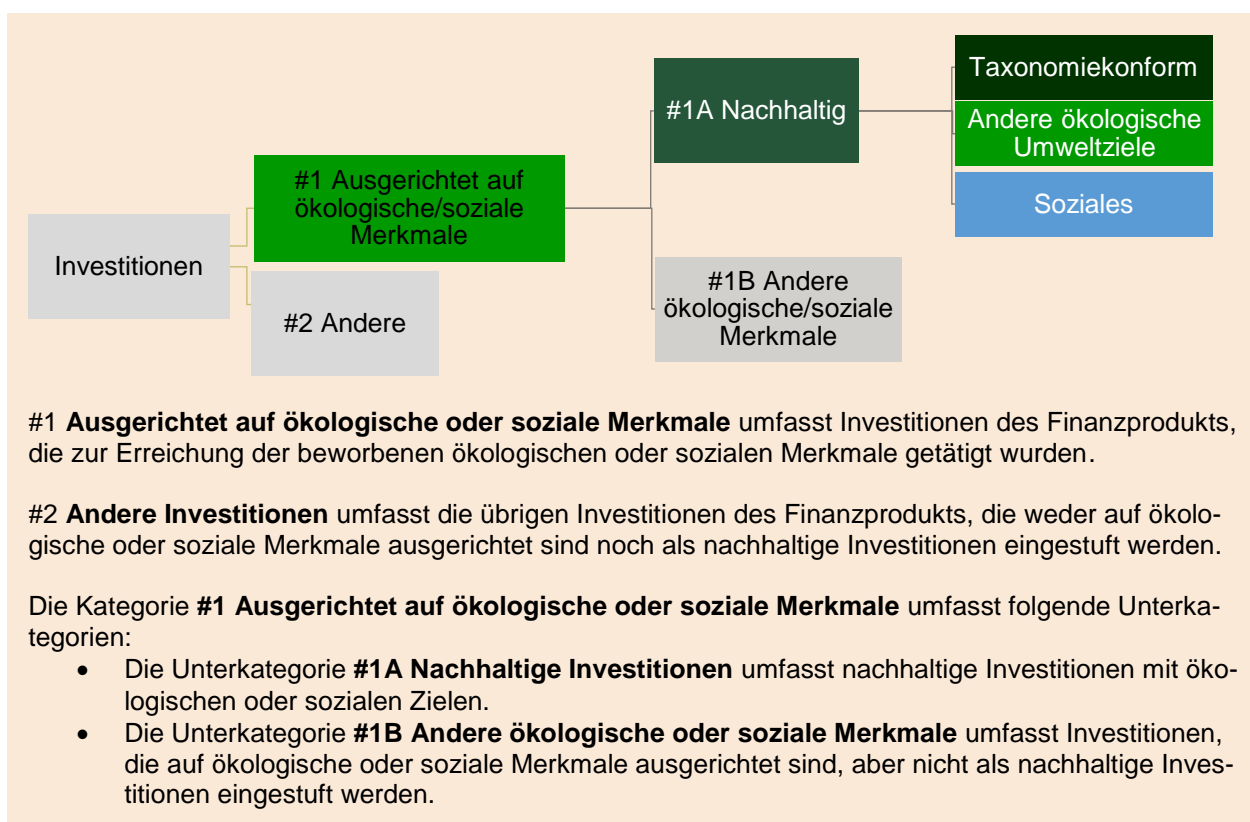 Taxonomiekonform
#1A Nachhaltig
Andere ökologische
Umweltziele
#1 Ausgerichtet auf
ökologische/soziale
Merkmale
Soziales
Investitionen
#1B Andere
ökologische/soziale
Merkmale
#2 Andere
#1 Ausgerichtet auf ökologische oder soziale Merkmale umfasst Investitionen des Finanzprodukts,
die zur Erreichung der beworbenen ökologischen oder sozialen Merkmale getätigt wurden.
#2 Andere Investitionen umfasst die übrigen Investitionen des Finanzprodukts, die weder auf ökolo-
gische oder soziale Merkmale ausgerichtet sind noch als nachhaltige Investitionen eingestuft werden.
Die Kategorie #1 Ausgerichtet auf ökologische oder soziale Merkmale umfasst folgende Unterka-
tegorien:
• Die Unterkategorie #1A Nachhaltige Investitionen umfasst nachhaltige Investitionen mit öko-
logischen oder sozialen Zielen.
• Die Unterkategorie #1B Andere ökologische oder soziale Merkmale umfasst Investitionen,
die auf ökologische oder soziale Merkmale ausgerichtet sind, aber nicht als nachhaltige Inves-
titionen eingestuft werden.